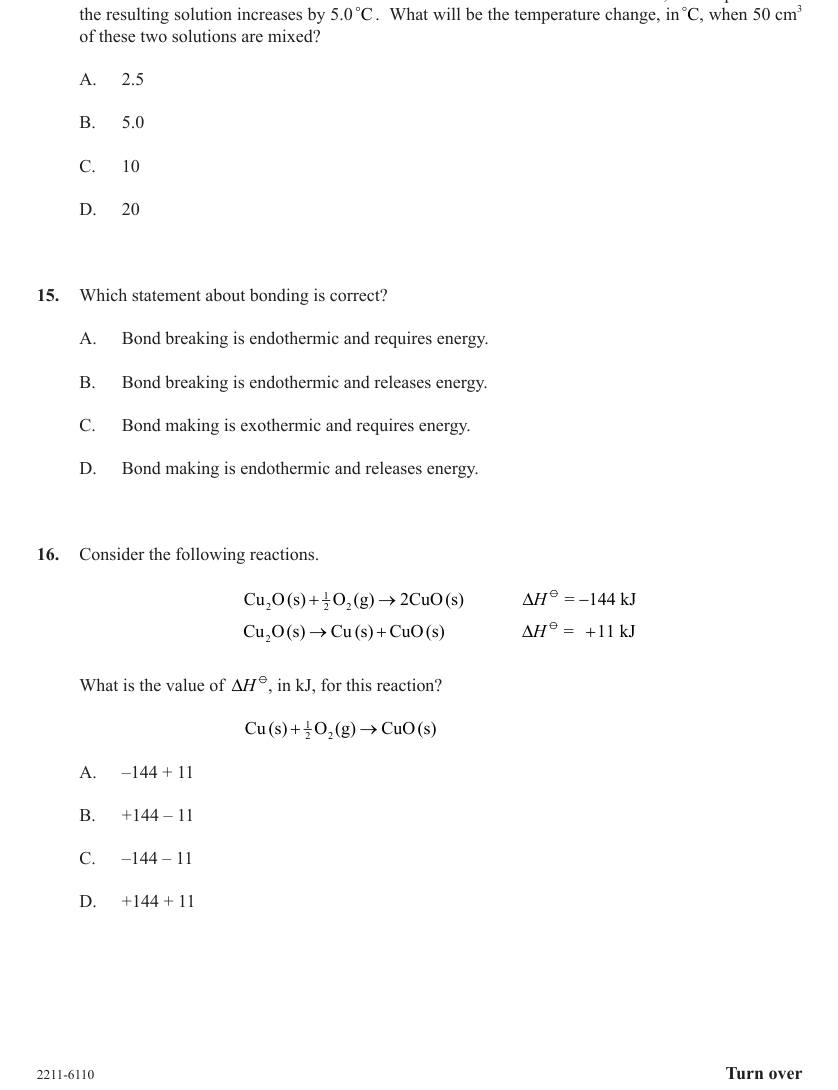 the resulting solution increases by 5.0 °C. What will be the temperature change, in °C, when 50 cm³
of these two solutions are mixed?
A. 2.5
B. 5.0
C. 10
D. 20
15. Which statement about bonding is correct?
A. Bond breaking is endothermic and requires energy.
B. Bond breaking is endothermic and releases energy.
C. Bond making is exothermic and requires energy.
D. Bond making is endothermic and releases energy.
16. Consider the following reactions.
Cu₂O (s) + ½O₂ (g) → 2CuO (s) ΔH⊖ = –144 kJ
Cu₂O (s) → Cu (s) + CuO (s) ΔH⊖ = +11 kJ
What is the value of ΔH⊖, in kJ, for this reaction?
Cu (s) + ½O₂ (g) → CuO (s)
A. –144 + 11
B. +144 – 11
C. –144 – 11
D. +144 + 11
2211-6110 Turn over